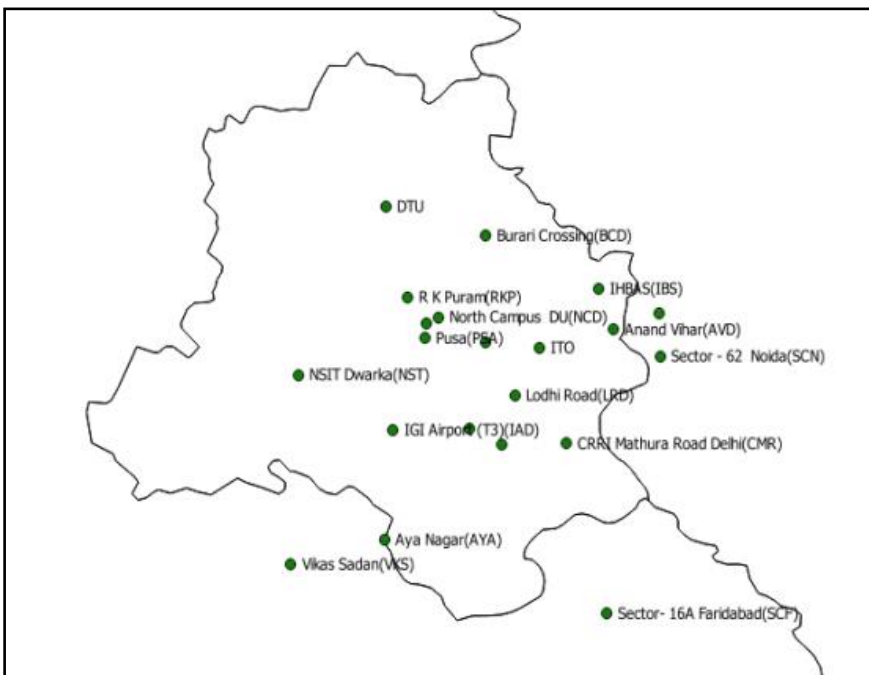 DTU
Burari Crossing(BCD)
IHBAS(IBS)
R K Puram(RKP)
North Campus DU(NCD)
Anand Vihar(AVD)
Pusa(PSA)
ITO
Sector - 62 Noida(SCN)
NSIT Dwarka(NST)
Lodhi Road(LRD)
IGI Airport (T3)(IAD)
CRRI Mathura Road Delhi(CMR)
Aya Nagar(AYA)
Vikas Sadan(VKS)
Sector- 16A Faridabad(SCF)